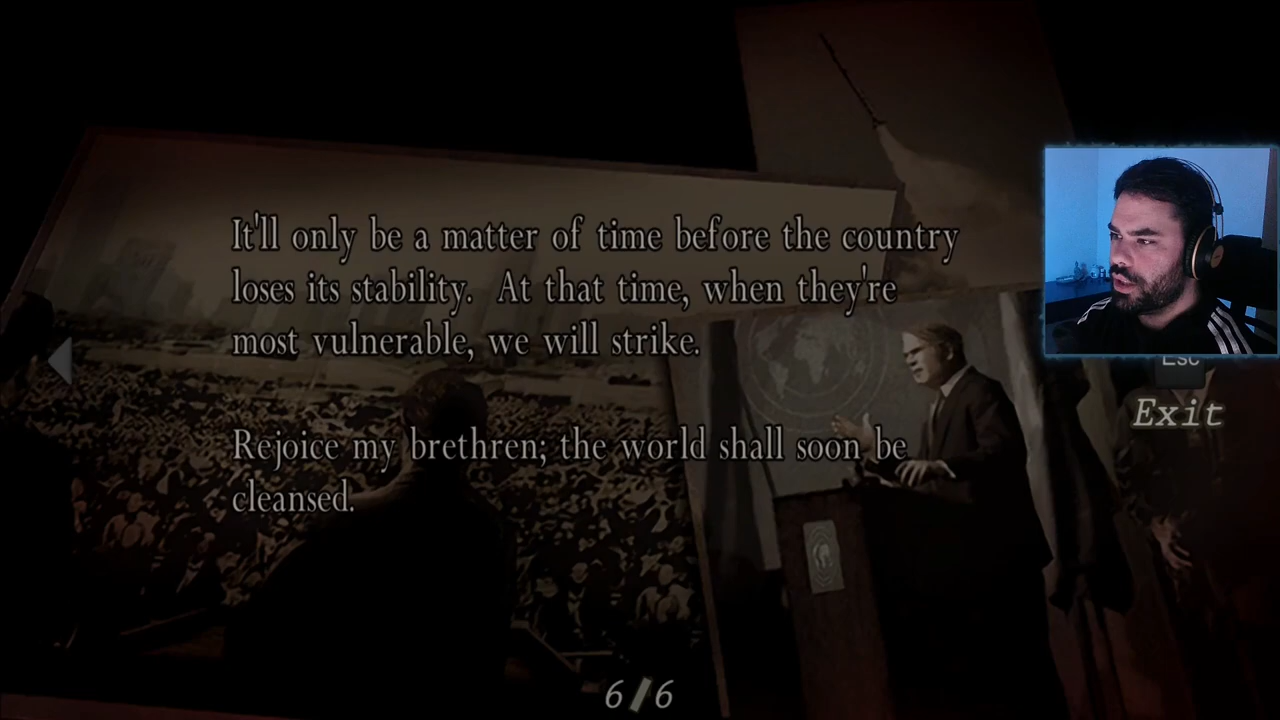 It'll only be a matter of time before the country
loses its stability. At that time, when they're
most vulnerable, we will strike.
Rejoice my brethren; the world shall soon be
cleansed.
Esc
Exit
6/6